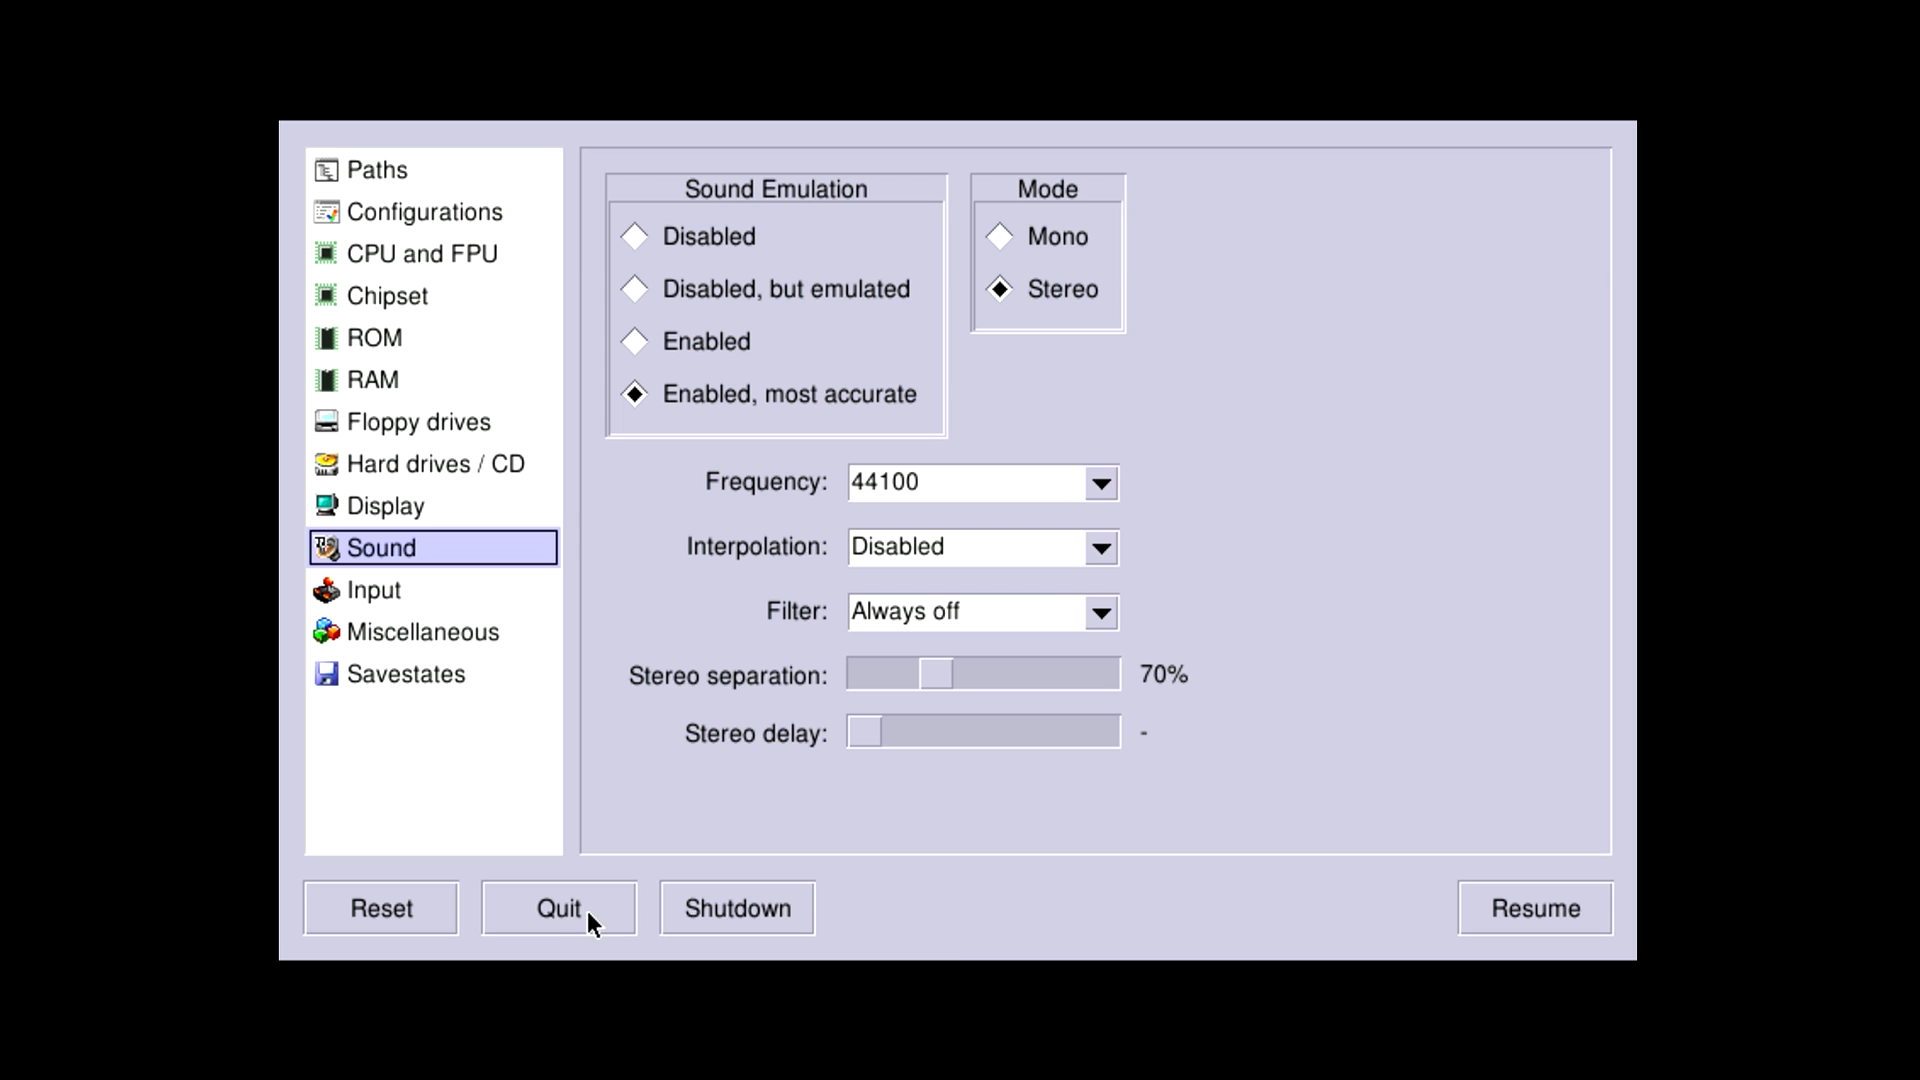 Paths
Configurations
CPU and FPU
Chipset
ROM
RAM
Floppy drives
Hard drives / CD
Display
Sound
Input
Miscellaneous
Savestates
Sound Emulation
Disabled
Disabled, but emulated
Enabled
Enabled, most accurate
Mode
Mono
Stereo
Frequency: 44100
Interpolation: Disabled
Filter: Always off
Stereo separation: 70%
Stereo delay: -
Reset Quit Shutdown Resume